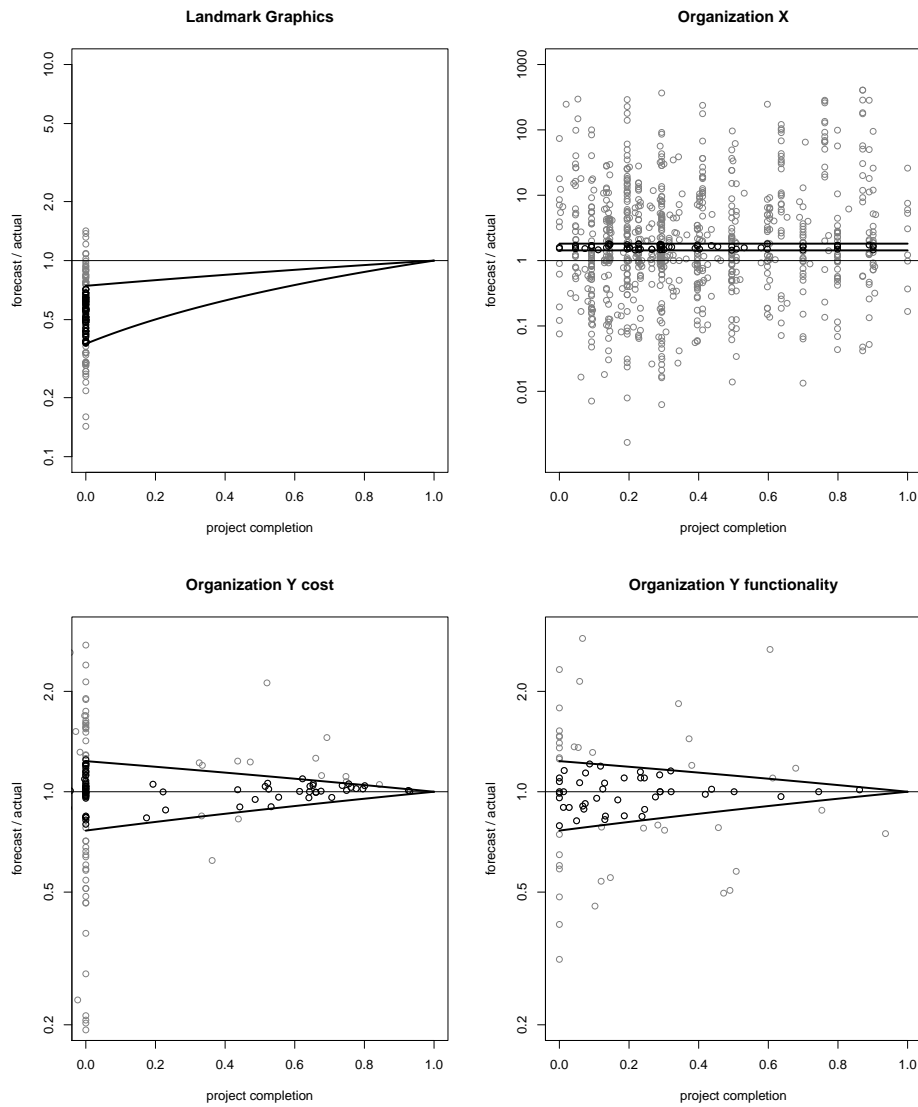 Landmark Graphics
forecast / actual
10.0
5.0
2.0
1.0
0.5
0.2
0.1
0.0 0.2 0.4 0.6 0.8 1.0
project completion
Organization X
forecast / actual
1000
100
10
1
0.1
0.01
0.0 0.2 0.4 0.6 0.8 1.0
project completion
Organization Y cost
forecast / actual
2.0
1.0
0.5
0.2
0.0 0.2 0.4 0.6 0.8 1.0
project completion
Organization Y functionality
forecast / actual
2.0
1.0
0.5
0.2
0.0 0.2 0.4 0.6 0.8 1.0
project completion